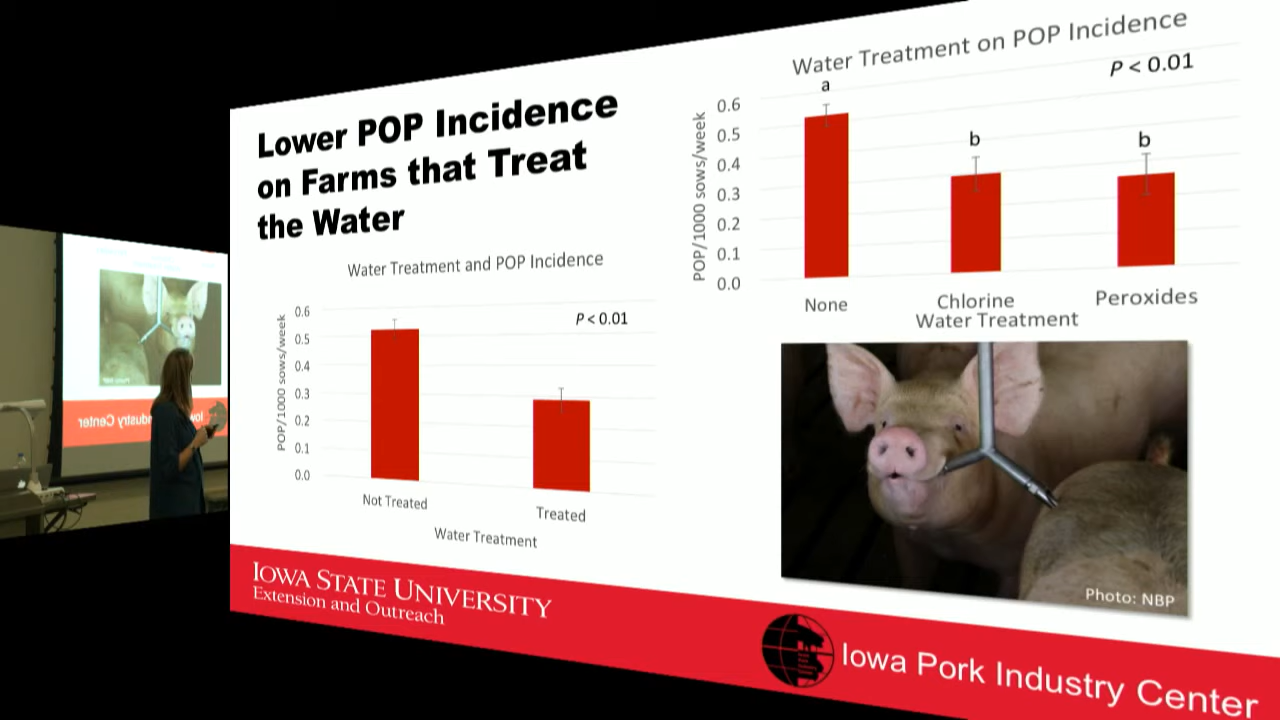 Lower POP Incidence
on Farms that Treat
the Water
Water Treatment and POP Incidence
P < 0.01
POP/1000 sows/week
0.6
0.5
0.4
0.3
0.2
0.1
0.0
Not Treated
Treated
Water Treatment
Water Treatment on POP Incidence
P < 0.01
POP/1000 sows/week
0.6
0.5
0.4
0.3
0.2
0.1
0.0
a
b
b
None
Chlorine
Peroxides
Water Treatment
Photo: NBP
IOWA STATE UNIVERSITY
Extension and Outreach
Iowa Pork Industry Center